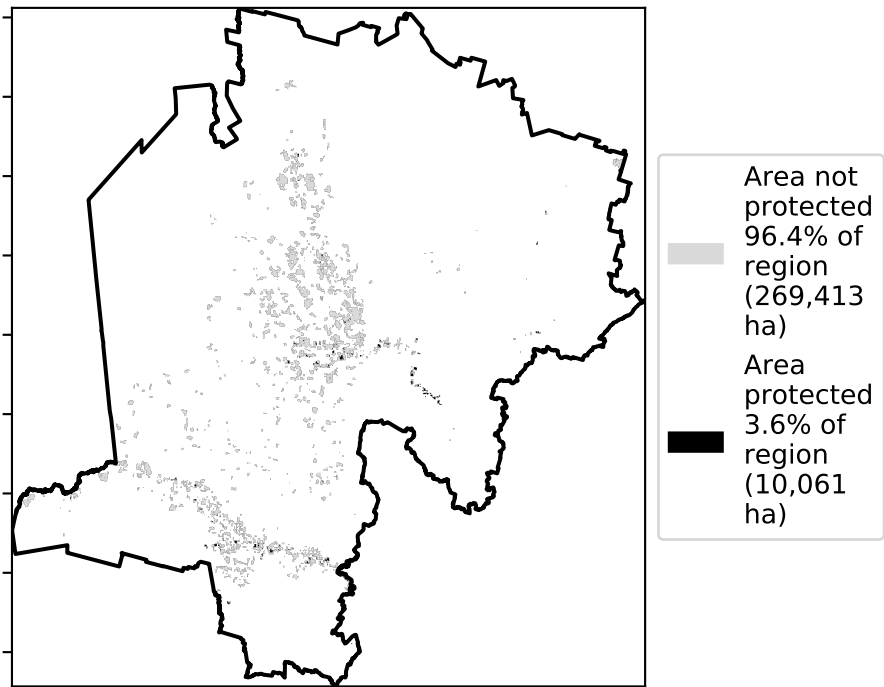 Area not
protected
96.4% of
region
(269,413
ha)
Area
protected
3.6% of
region
(10,061
ha)